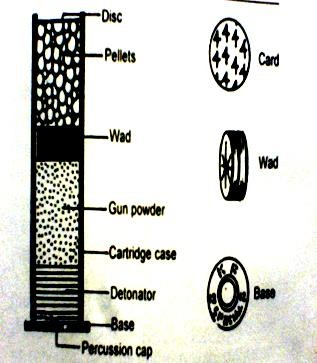 Disc
Pellets
Card
Wad
Wad
Gun powder
Cartridge case
Detonator
Base
Base
Percussion cap